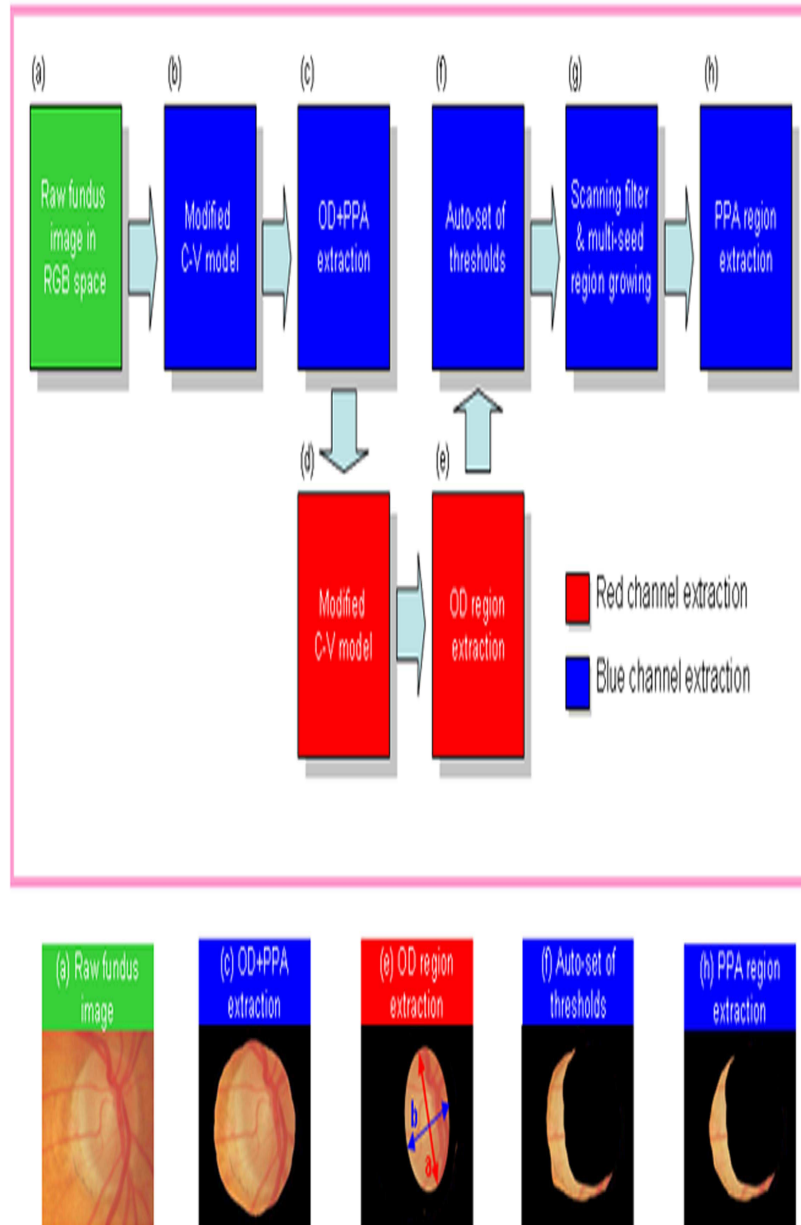 (a)
(b)
(c)
(f)
(g)
(h)
Raw fundus
image in
RGB space
Modified
C-V model
OD+PPA
extraction
Auto-set of
thresholds
Scanning filter
& multi-seed
region growing
PPA region
extraction
(d)
(e)
Modified
C-V model
OD region
extraction
Red channel extraction
Blue channel extraction
(a) Raw fundus
image
(c) OD+PPA
extraction
(e) OD region
extraction
(f) Auto-set of
thresholds
(h) PPA region
extraction
b
a